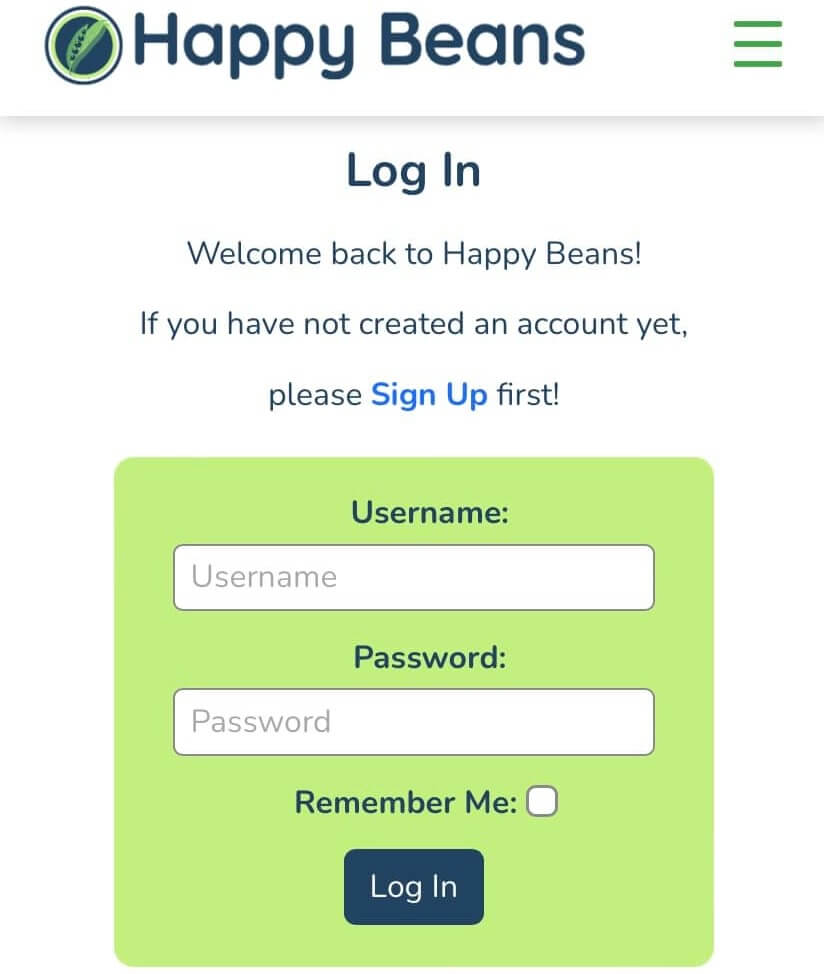 Happy Beans
Log In
Welcome back to Happy Beans!
If you have not created an account yet,
please Sign Up first!
Username:
Username
Password:
Password
Remember Me:
Log In